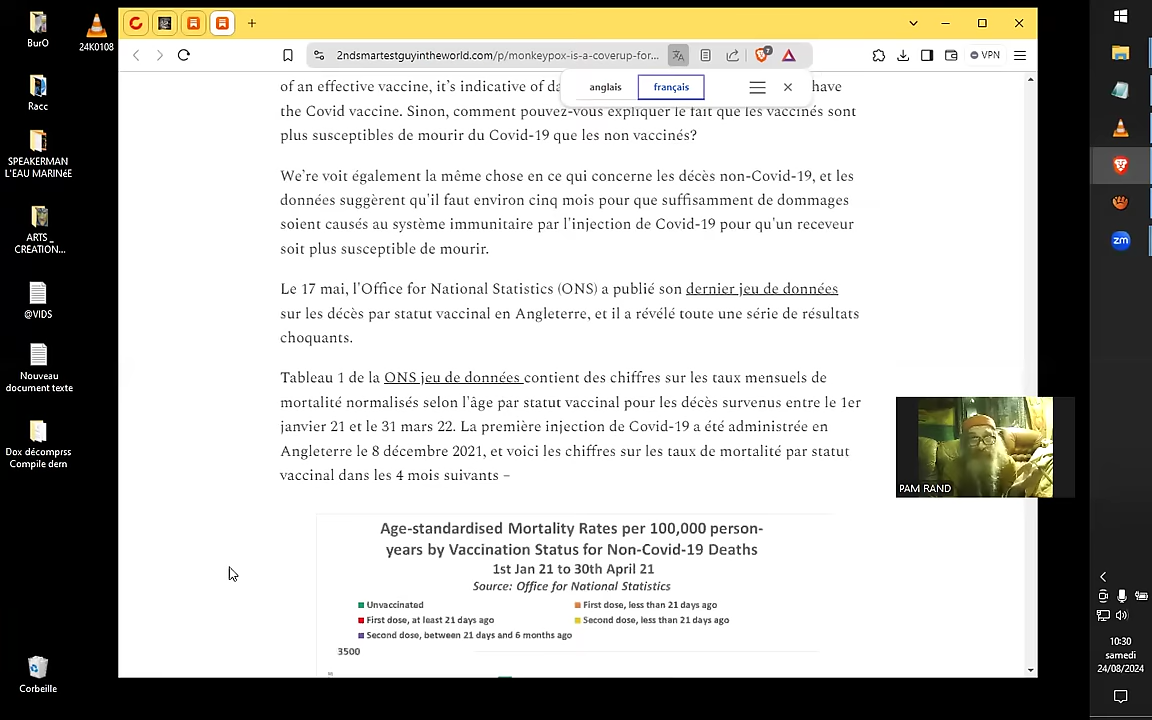 BurO
24K0108
Racc
SPEAKERMAN
L'EAU MARINéE
ARTS _
CREATION...
@VIDS
Nouveau
document texte
Dox décomprss
Compile dern
Corbeille
2ndsmartestguyintheworld.com/p/monkeypox-is-a-coverup-for...
7
VPN
anglais
français
of an effective vaccine, it's indicative of da
have
the Covid vaccine. Sinon, comment pouvez-vous expliquer le fait que les vaccinés sont
plus susceptibles de mourir du Covid-19 que les non vaccinés?
We're voit également la même chose en ce qui concerne les décès non-Covid-19, et les
données suggèrent qu'il faut environ cinq mois pour que suffisamment de dommages
soient causés au système immunitaire par l'injection de Covid-19 pour qu'un receveur
soit plus susceptible de mourir.
Le 17 mai, l'Office for National Statistics (ONS) a publié son dernier jeu de données
sur les décès par statut vaccinal en Angleterre, et il a révélé toute une série de résultats
choquants.
Tableau 1 de la ONS jeu de données contient des chiffres sur les taux mensuels de
mortalité normalisés selon l'âge par statut vaccinal pour les décès survenus entre le 1er
janvier 21 et le 31 mars 22. La première injection de Covid-19 a été administrée en
Angleterre le 8 décembre 2021, et voici les chiffres sur les taux de mortalité par statut
vaccinal dans les 4 mois suivants –
Age-standardised Mortality Rates per 100,000 person-
years by Vaccination Status for Non-Covid-19 Deaths
1st Jan 21 to 30th April 21
Source: Office for National Statistics
Unvaccinated
First dose, less than 21 days ago
First dose, at least 21 days ago
Second dose, less than 21 days ago
Second dose, between 21 days and 6 months ago
3500
PAM RAND
zm
10:30
samedi
24/08/2024